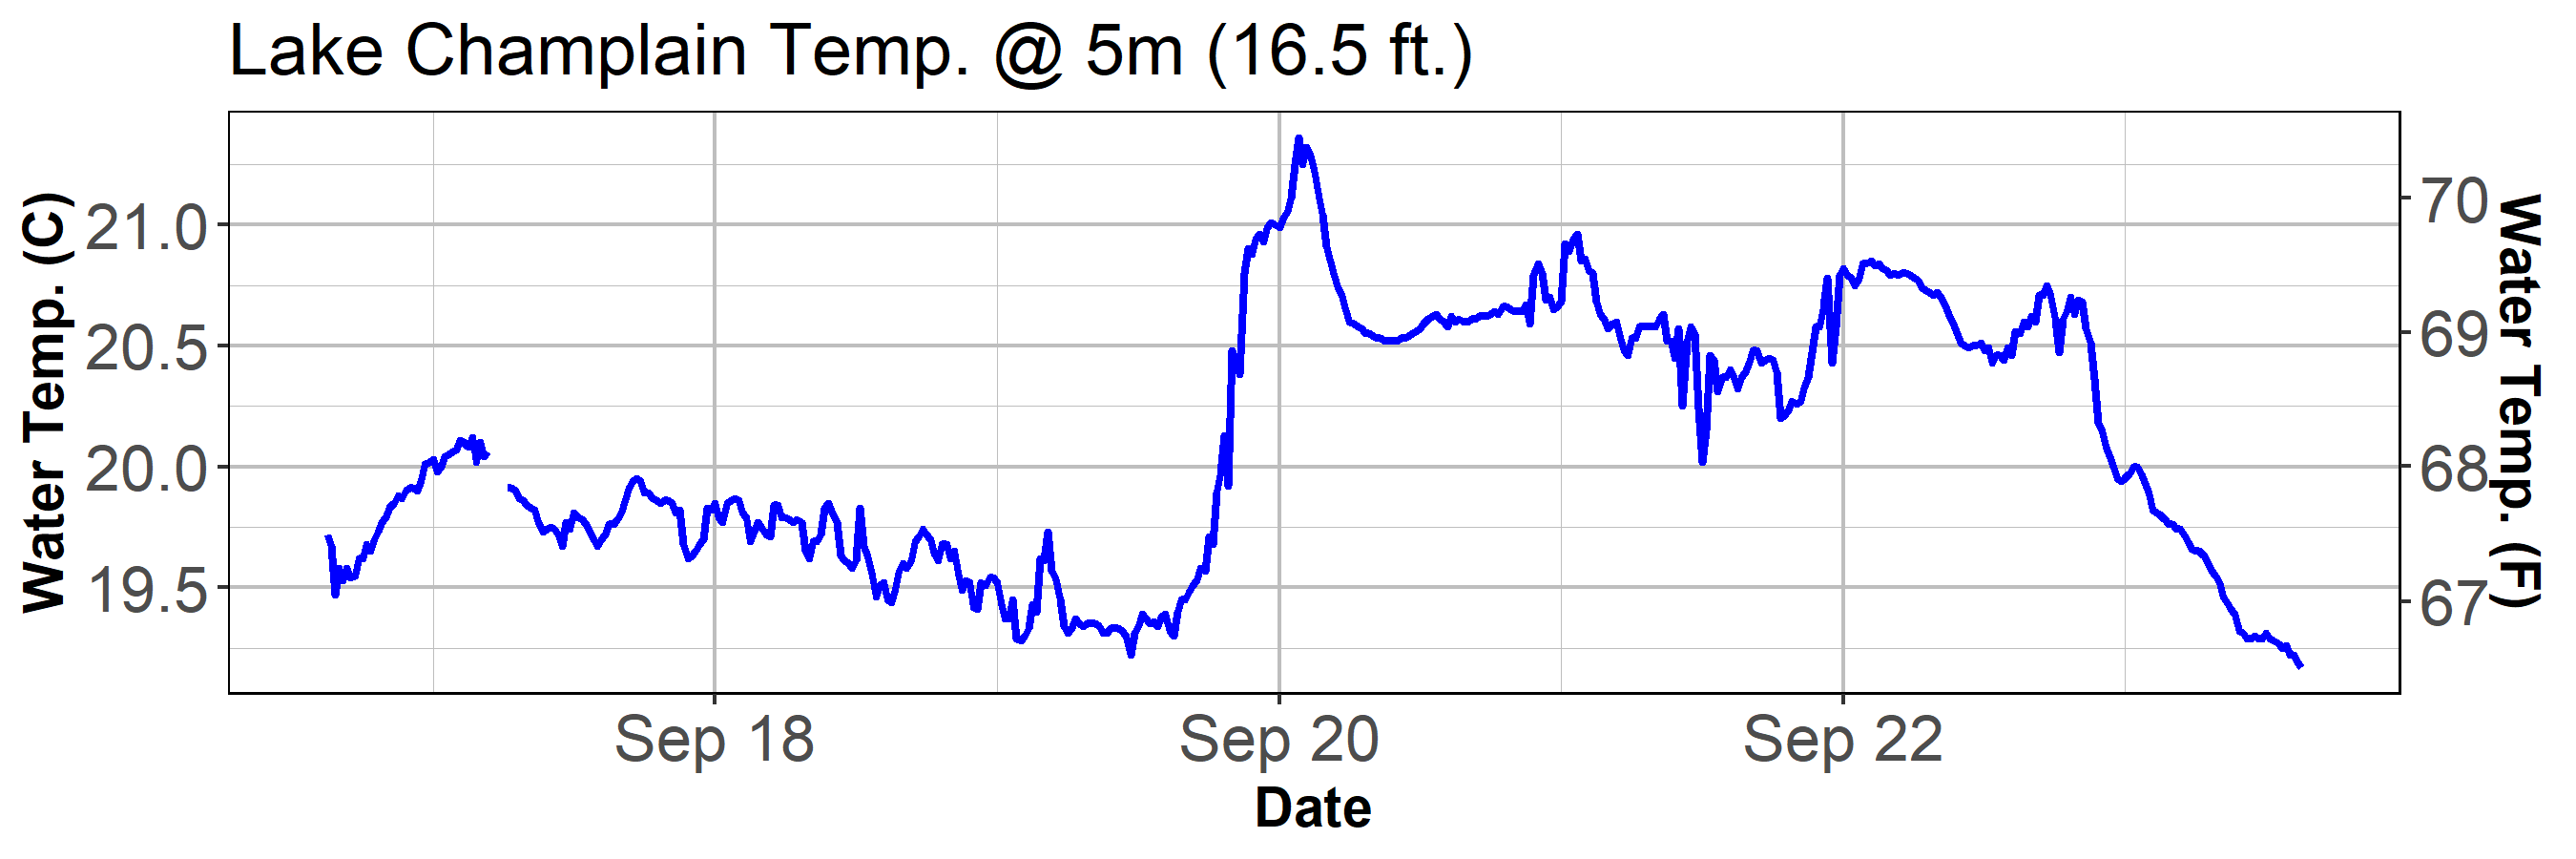 Lake Champlain Temp. @ 5m (16.5 ft.)
Water Temp. (C)
21.0
20.5
20.0
19.5
70
69
68
67
Water Temp. (F)
Sep 18 Sep 20 Sep 22
Date